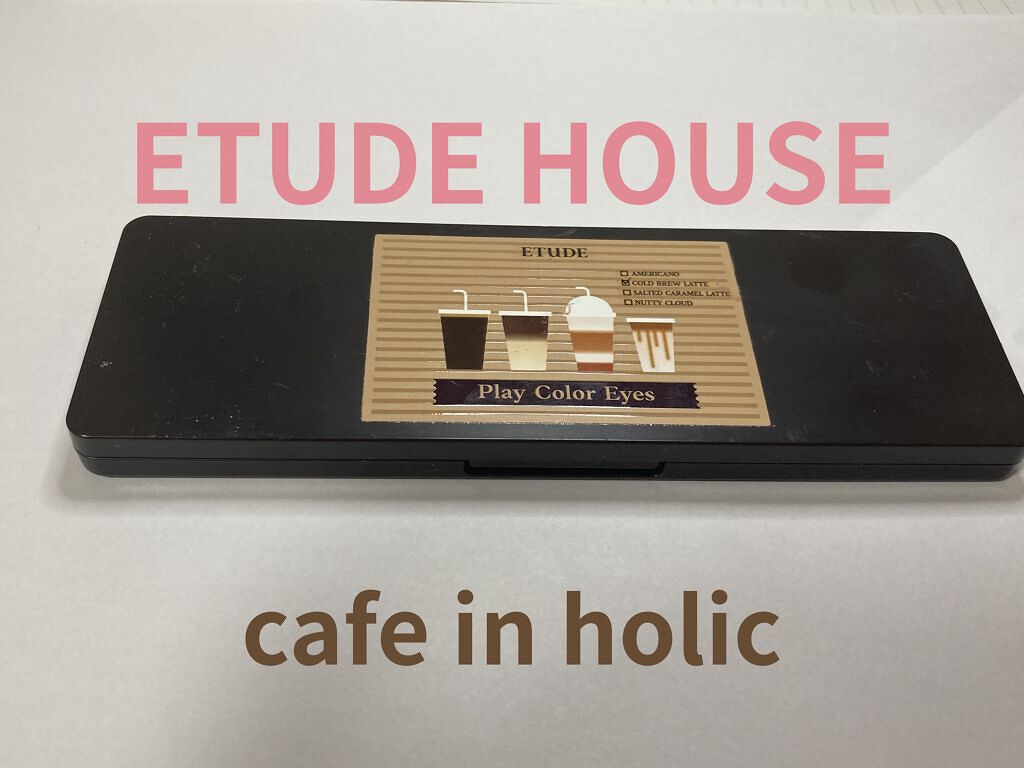 ETUDE HOUSE
ETUDE
AMERICANO
COLD BREW LATTE
SALTED CARAMEL LATTE
NUTTY CLOUD
Play Color Eyes
cafe in holic